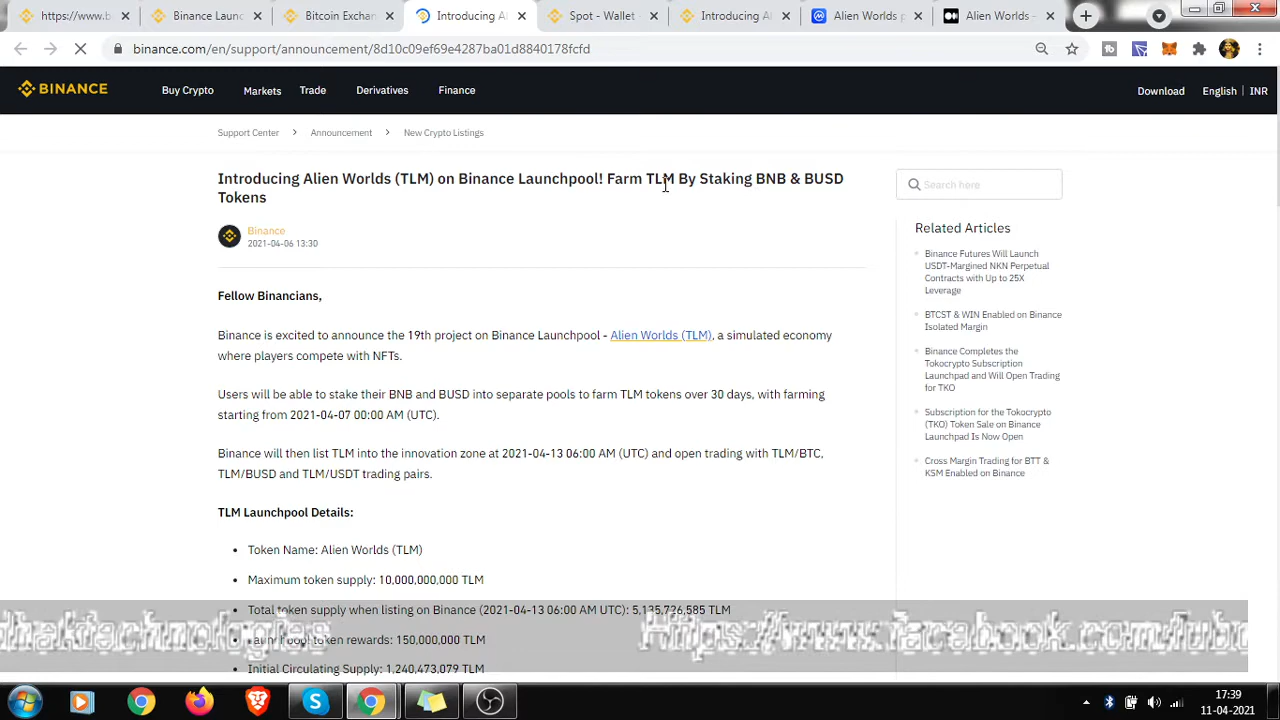 https://www.b
Binance Laun
Bitcoin Exchan
Introducing Al
Spot - Wallet
Introducing Al
Alien Worlds p
Alien Worlds –
binance.com/en/support/announcement/8d10c09ef69e4287ba01d8840178fcfd
BINANCE
Buy Crypto
Markets
Trade
Derivatives
Finance
Download
English
INR
Support Center
Announcement
New Crypto Listings
Introducing Alien Worlds (TLM) on Binance Launchpool! Farm TLM By Staking BNB & BUSD
Tokens
Binance
2021-04-06 13:30
Fellow Binancians,
Binance is excited to announce the 19th project on Binance Launchpool - Alien Worlds (TLM), a simulated economy
where players compete with NFTs.
Users will be able to stake their BNB and BUSD into separate pools to farm TLM tokens over 30 days, with farming
starting from 2021-04-07 00:00 AM (UTC).
Binance will then list TLM into the innovation zone at 2021-04-13 06:00 AM (UTC) and open trading with TLM/BTC,
TLM/BUSD and TLM/USDT trading pairs.
TLM Launchpool Details:
Token Name: Alien Worlds (TLM)
Maximum token supply: 10,000,000,000 TLM
Total token supply when listing on Binance (2021-04-13 06:00 AM UTC): 5,135,726,585 TLM
Launchpool token rewards: 150,000,000 TLM
Initial Circulating Supply: 1,240,473,079 TLM
Search here
Related Articles
Binance Futures Will Launch
USDT-Margined NKN Perpetual
Contracts with Up to 25X
Leverage
BTCST & WIN Enabled on Binance
Isolated Margin
Binance Completes the
Tokocrypto Subscription
Launchpad and Will Open Trading
for TKO
Subscription for the Tokocrypto
(TKO) Token Sale on Binance
Launchpad Is Now Open
Cross Margin Trading for BTT &
KSM Enabled on Binance
dhaktachnologies
Https://www.facebook.com/lubn
17:39
11-04-2021